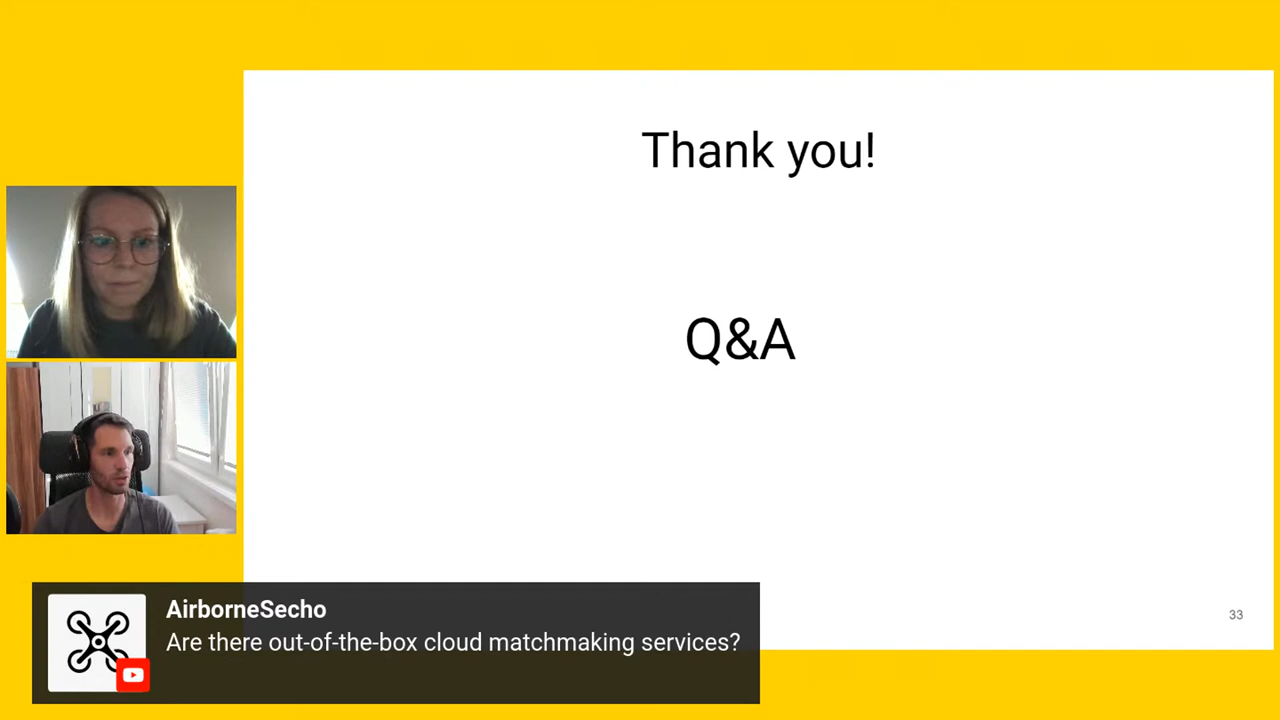 Thank you!
Q&A
33
AirborneSecho
Are there out-of-the-box cloud matchmaking services?